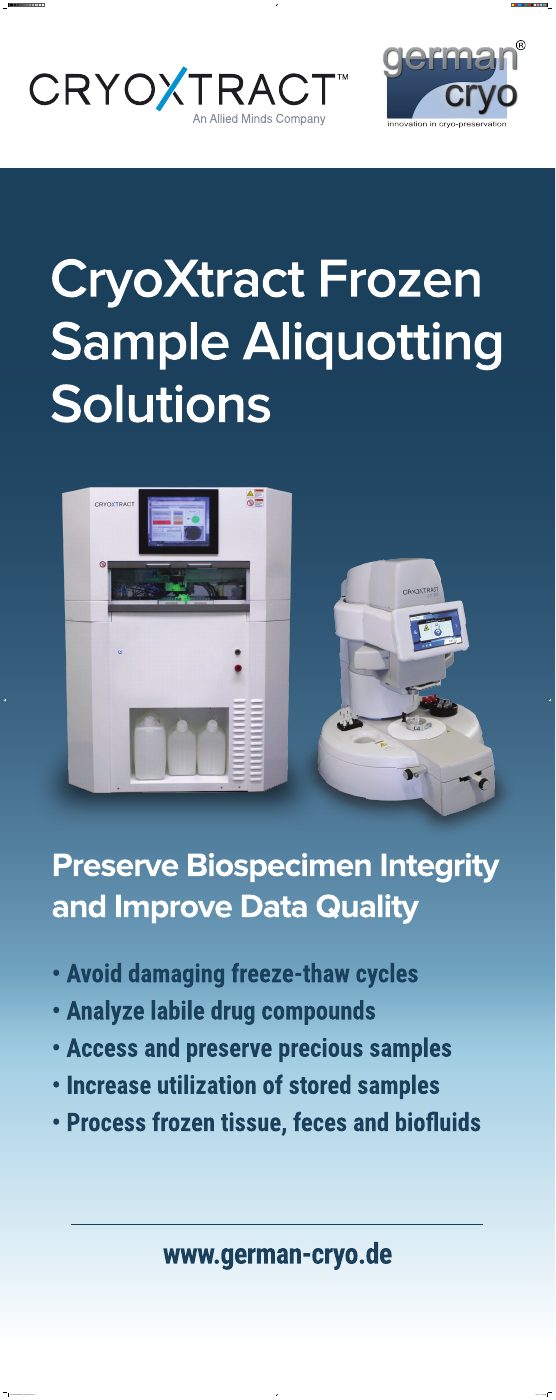 CRYOXTRACT™
An Allied Minds Company
german®
cryo
innovation in cryo-preservation
CryoXtract Frozen
Sample Aliquotting
Solutions
CRYOXTRACT
CRYOXTRACT
Preserve Biospecimen Integrity
and Improve Data Quality
• Avoid damaging freeze-thaw cycles
• Analyze labile drug compounds
• Access and preserve precious samples
• Increase utilization of stored samples
• Process frozen tissue, feces and biofluids
www.german-cryo.de